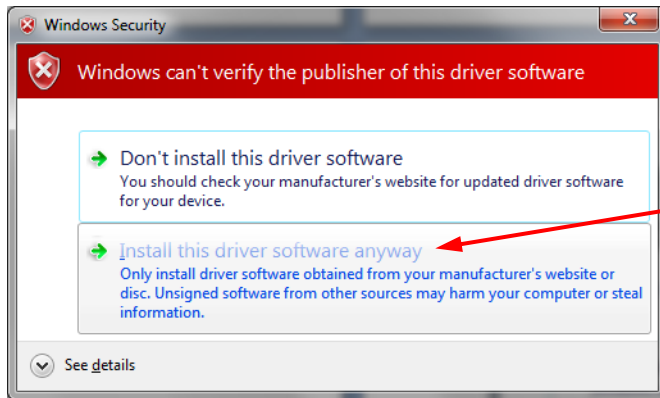 Windows Security
Windows can't verify the publisher of this driver software
Don't install this driver software
You should check your manufacturer's website for updated driver software
for your device.
Install this driver software anyway
Only install driver software obtained from your manufacturer's website or
disc. Unsigned software from other sources may harm your computer or steal
information.
See details